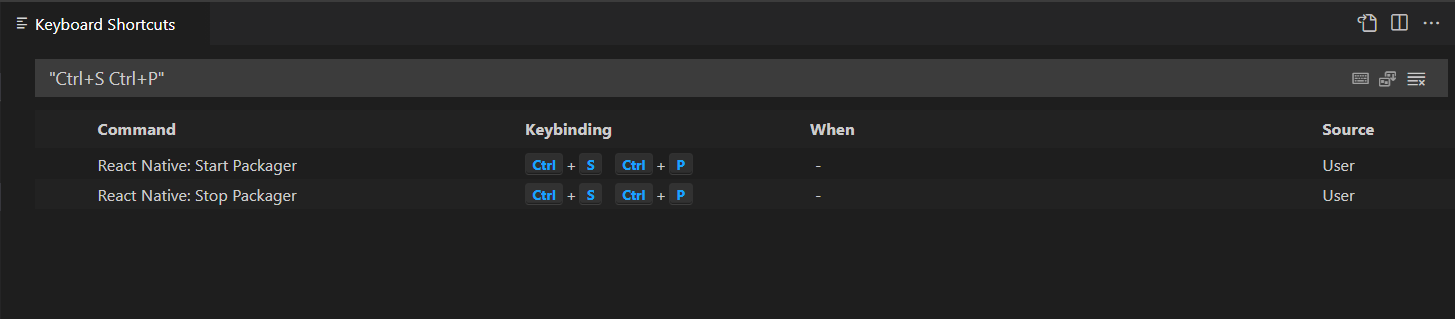 Keyboard Shortcuts
"Ctrl+S Ctrl+P"
Command Keybinding When Source
React Native: Start Packager Ctrl + S Ctrl + P - User
React Native: Stop Packager Ctrl + S Ctrl + P - User